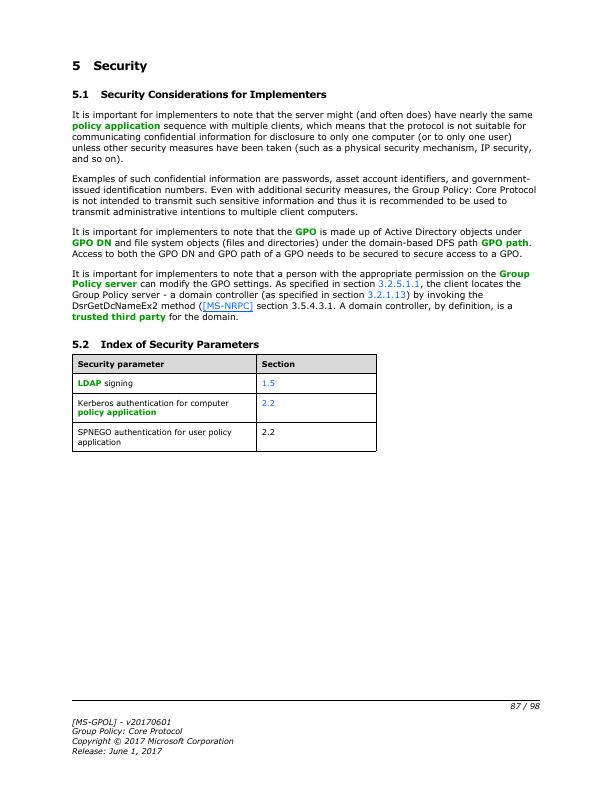 5 Security
5.1 Security Considerations for Implementers
It is important for implementers to note that the server might (and often does) have nearly the same
policy application sequence with multiple clients, which means that the protocol is not suitable for
communicating confidential information for disclosure to only one computer (or to only one user)
unless other security measures have been taken (such as a physical security mechanism, IP security,
and so on).
Examples of such confidential information are passwords, asset account identifiers, and government-
issued identification numbers. Even with additional security measures, the Group Policy: Core Protocol
is not intended to transmit such sensitive information and thus it is recommended to be used to
transmit administrative intentions to multiple client computers.
It is important for implementers to note that the GPO is made up of Active Directory objects under
GPO DN and file system objects (files and directories) under the domain-based DFS path GPO path.
Access to both the GPO DN and GPO path of a GPO needs to be secured to secure access to a GPO.
It is important for implementers to note that a person with the appropriate permission on the Group
Policy server can modify the GPO settings. As specified in section 3.2.5.1.1, the client locates the
Group Policy server - a domain controller (as specified in section 3.2.1.13) by invoking the
DsrGetDcNameEx2 method ([MS-NRPC] section 3.5.4.3.1. A domain controller, by definition, is a
trusted third party for the domain.
5.2 Index of Security Parameters
Security parameter Section
LDAP signing 1.5
Kerberos authentication for computer 2.2
policy application
SPNEGO authentication for user policy 2.2
application
87 / 98
[MS-GPOL] - v20170601
Group Policy: Core Protocol
Copyright © 2017 Microsoft Corporation
Release: June 1, 2017